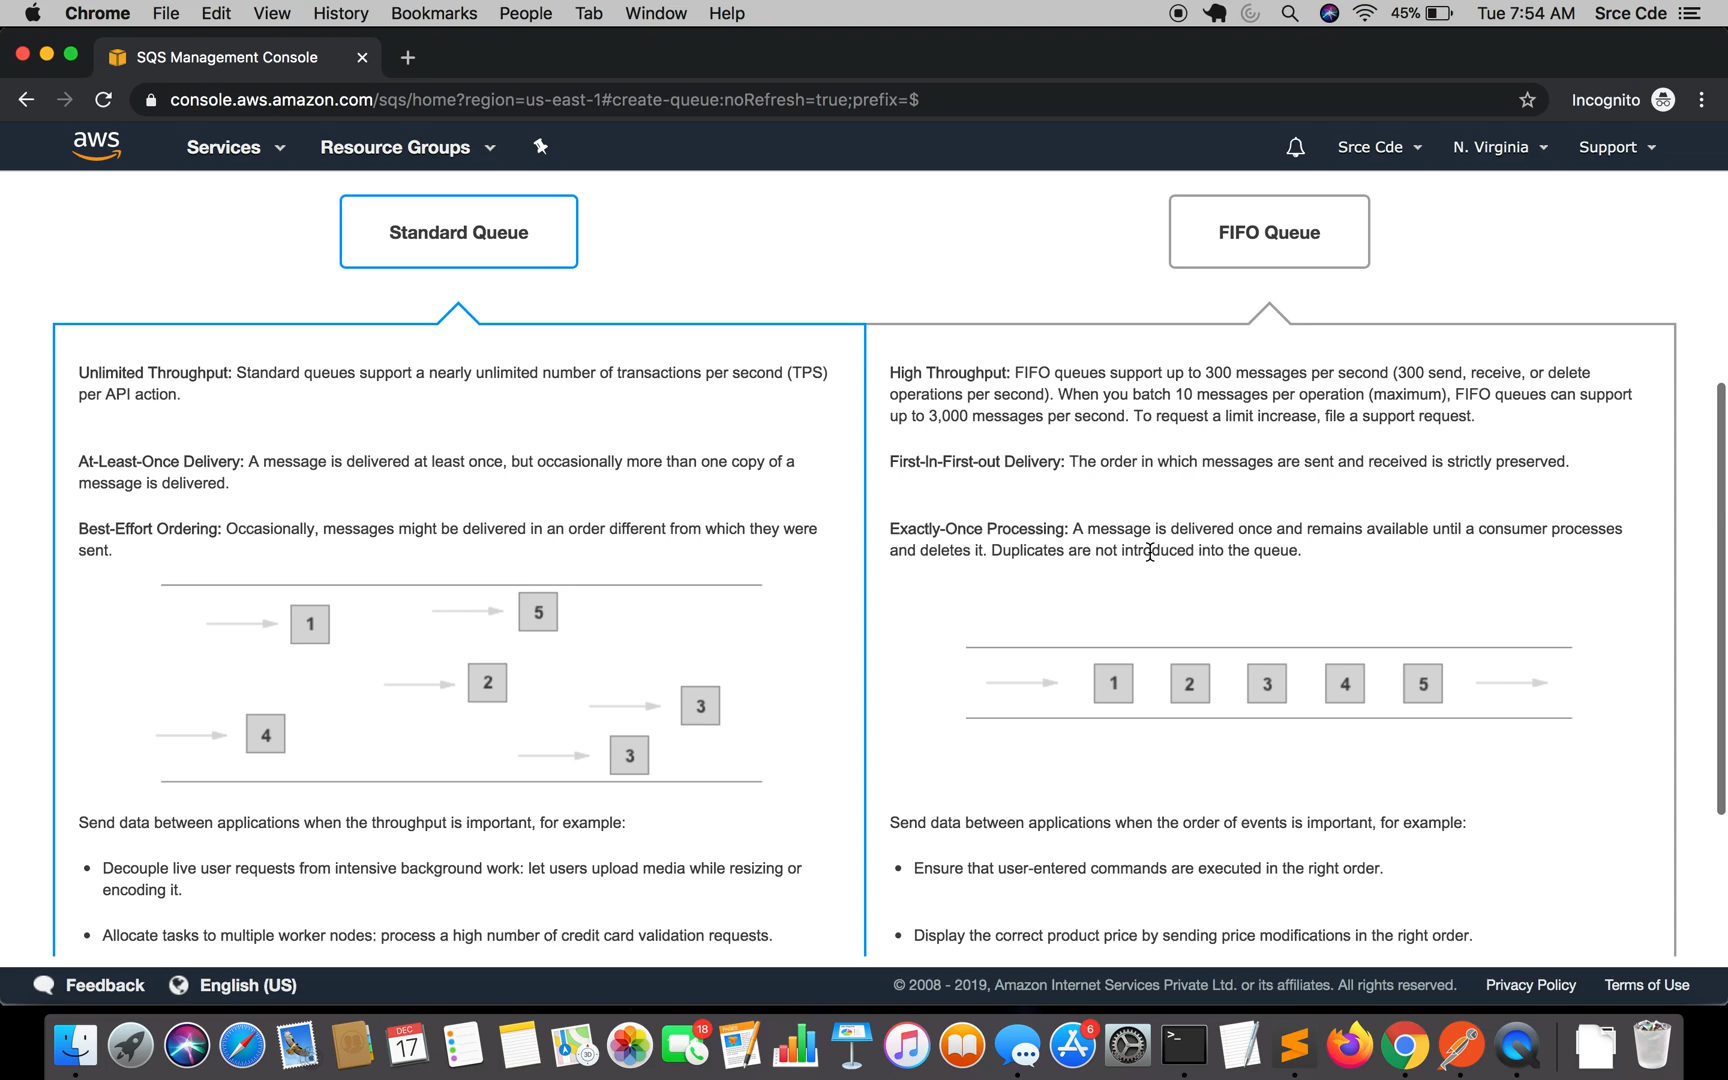 Chrome File Edit View History Bookmarks People Tab Window Help 45% Tue 7:54 AM Srce Cde
SQS Management Console
console.aws.amazon.com/sqs/home?region=us-east-1#create-queue:noRefresh=true;prefix=$ Incognito
aws Services Resource Groups Srce Cde N. Virginia Support
Standard Queue
FIFO Queue
Unlimited Throughput: Standard queues support a nearly unlimited number of transactions per second (TPS)
per API action.
At-Least-Once Delivery: A message is delivered at least once, but occasionally more than one copy of a
message is delivered.
Best-Effort Ordering: Occasionally, messages might be delivered in an order different from which they were
sent.
1
5
2
3
4
3
Send data between applications when the throughput is important, for example:
• Decouple live user requests from intensive background work: let users upload media while resizing or
encoding it.
• Allocate tasks to multiple worker nodes: process a high number of credit card validation requests.
High Throughput: FIFO queues support up to 300 messages per second (300 send, receive, or delete
operations per second). When you batch 10 messages per operation (maximum), FIFO queues can support
up to 3,000 messages per second. To request a limit increase, file a support request.
First-In-First-out Delivery: The order in which messages are sent and received is strictly preserved.
Exactly-Once Processing: A message is delivered once and remains available until a consumer processes
and deletes it. Duplicates are not introduced into the queue.
1 2 3 4 5
Send data between applications when the order of events is important, for example:
• Ensure that user-entered commands are executed in the right order.
• Display the correct product price by sending price modifications in the right order.
Feedback English (US) © 2008 - 2019, Amazon Internet Services Private Ltd. or its affiliates. All rights reserved. Privacy Policy Terms of Use
DEC
17
18
6